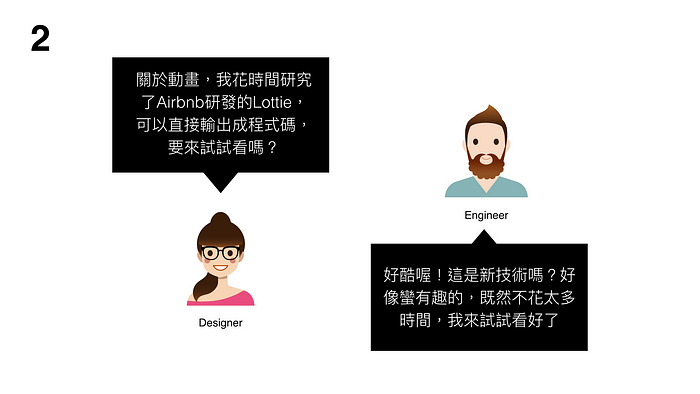 2
關於動畫，我花時間研究
了Airbnb研發的Lottie，
可以直接輸出成程式碼，
要來試試看嗎？
Designer
Engineer
好酷喔！這是新技術嗎？好
像蠻有趣的，既然不花太多
時間，我來試試看好了